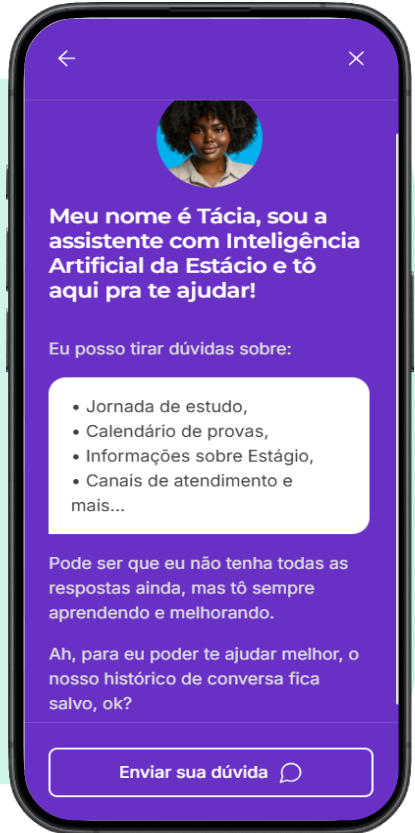 Meu nome é Tácia, sou a
assistente com Inteligência
Artificial da Estácio e tô
aqui pra te ajudar!
Eu posso tirar dúvidas sobre:
• Jornada de estudo,
• Calendário de provas,
• Informações sobre Estágio,
• Canais de atendimento e
mais...
Pode ser que eu não tenha todas as
respostas ainda, mas tô sempre
aprendendo e melhorando.
Ah, para eu poder te ajudar melhor, o
nosso histórico de conversa fica
salvo, ok?
Enviar sua dúvida